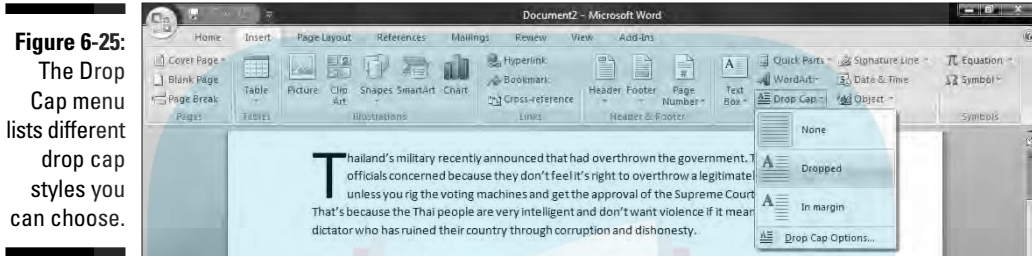 Figure 6-25:
The Drop
Cap menu
lists different
drop cap
styles you
can choose.
Document2 - Microsoft Word
Home Insert Page Layout References Mailings Review View Add-Ins
Cover Page
Blank Page
Page Break
Pages
Table
Tables
Picture Clip Art Shapes SmartArt Chart
Illustrations
Hyperlink
Bookmark
Cross-reference
Links
Header Footer Page Number
Header & Footer
Text Box
Quick Parts
WordArt
Drop Cap
Signature Line
Date & Time
Object
π Equation
Ω Symbol
Symbols
None
Dropped
In margin
Drop Cap Options...
Thailand's military recently announced that had overthrown the government. T
officials concerned because they don't feel it's right to overthrow a legitimatel
unless you rig the voting machines and get the approval of the Supreme Court
That's because the Thai people are very intelligent and don't want violence if it mean
dictator who has ruined their country through corruption and dishonesty.